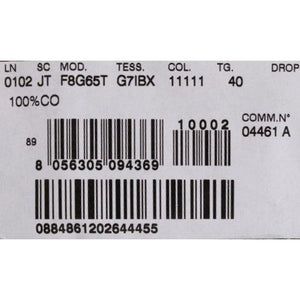 LN SC MOD. TESS. COL. TG. DROP
0102 JT F8G65T G7IBX 11111 40
100%CO
10002 COMM.N°
04461 A
89
8 056305 094369
0884861202644455